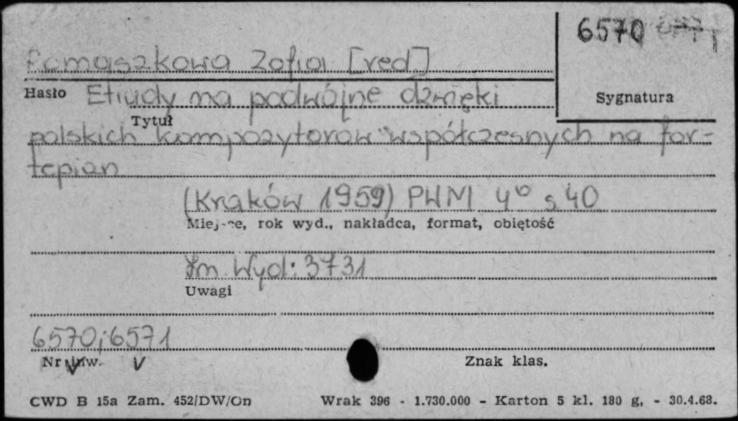 6570
Romaszkowa Zofia [red]
Hasło Etiudy na podwójne dźwięki
Sygnatura
Tytuł
polskich kompozytorów współczesnych na for-
tepian
(Kraków 1959) PWM 4° s 40
Miejsce, rok wyd., nakładca, format, objętość
Nr Wyd: 3731
Uwagi
6570; 6571
Nr inw.
Znak klas.
CWD B 15a Zam. 452/DW/On Wrak 396 - 1.730.000 - Karton 5 kl. 180 g. - 30.4.68.